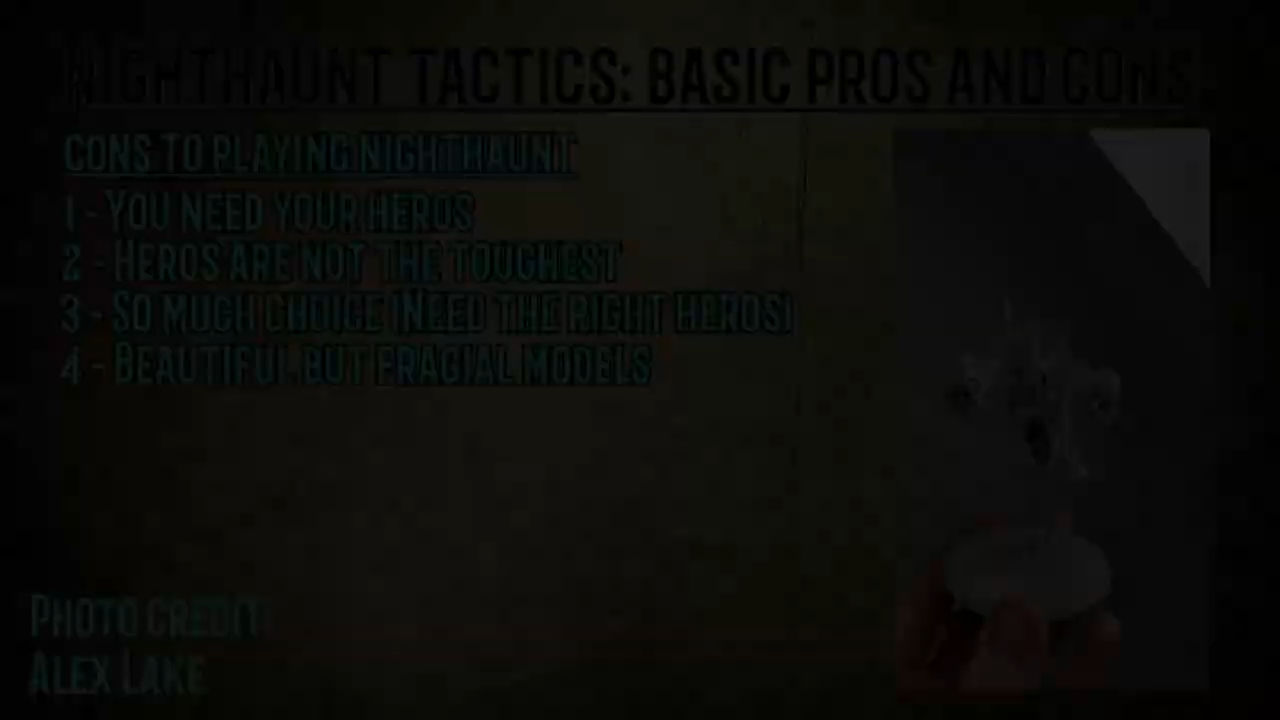 NIGHTHAUNT TACTICS: BASIC PROS AND CONS
CONS TO PLAYING NIGHTHAUNT
1 - YOU NEED YOUR HEROS
2 - HEROS ARE NOT THE TOUGHEST
3 - SO MUCH CHOICE (NEED THE RIGHT HEROS)
4 - BEAUTIFUL BUT FRAGIAL MODELS
PHOTO CREDIT:
ALEX LAKE